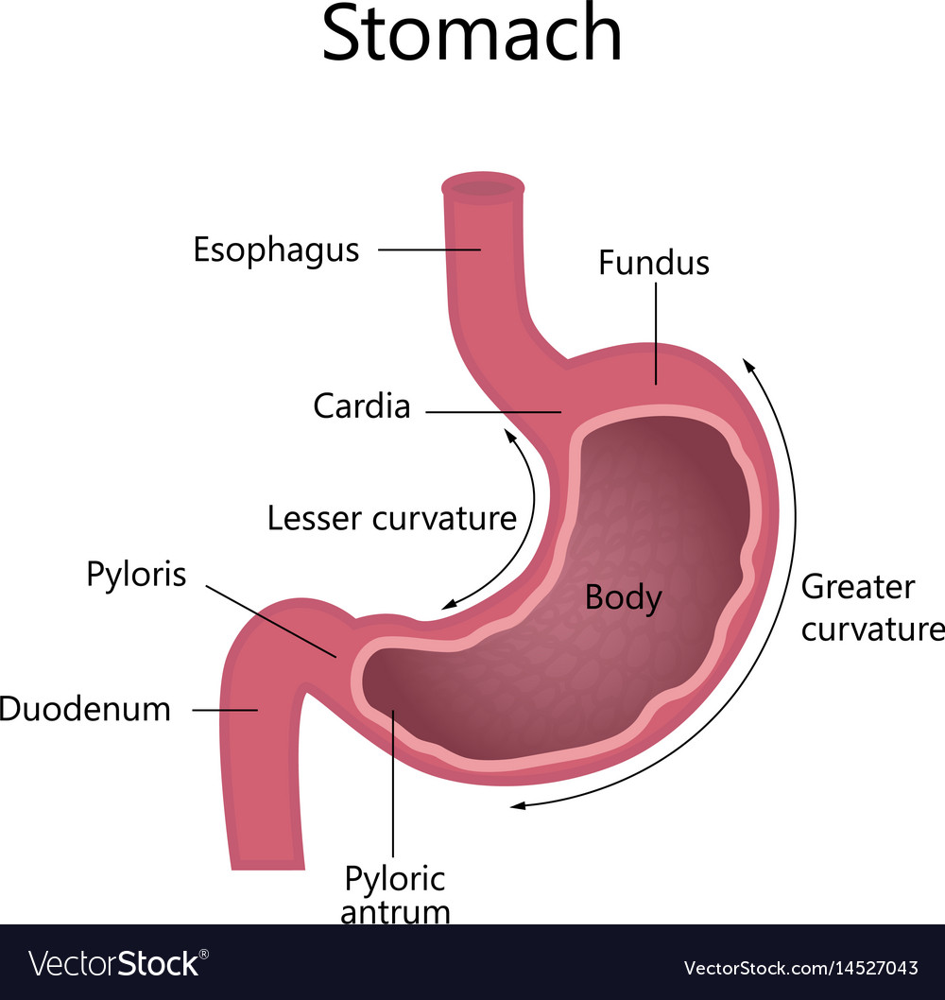 Stomach
Esophagus
Fundus
Cardia
Lesser curvature
Pyloris
Body
Greater
curvature
Duodenum
Pyloric
antrum
VectorStock®
VectorStock.com/14527043